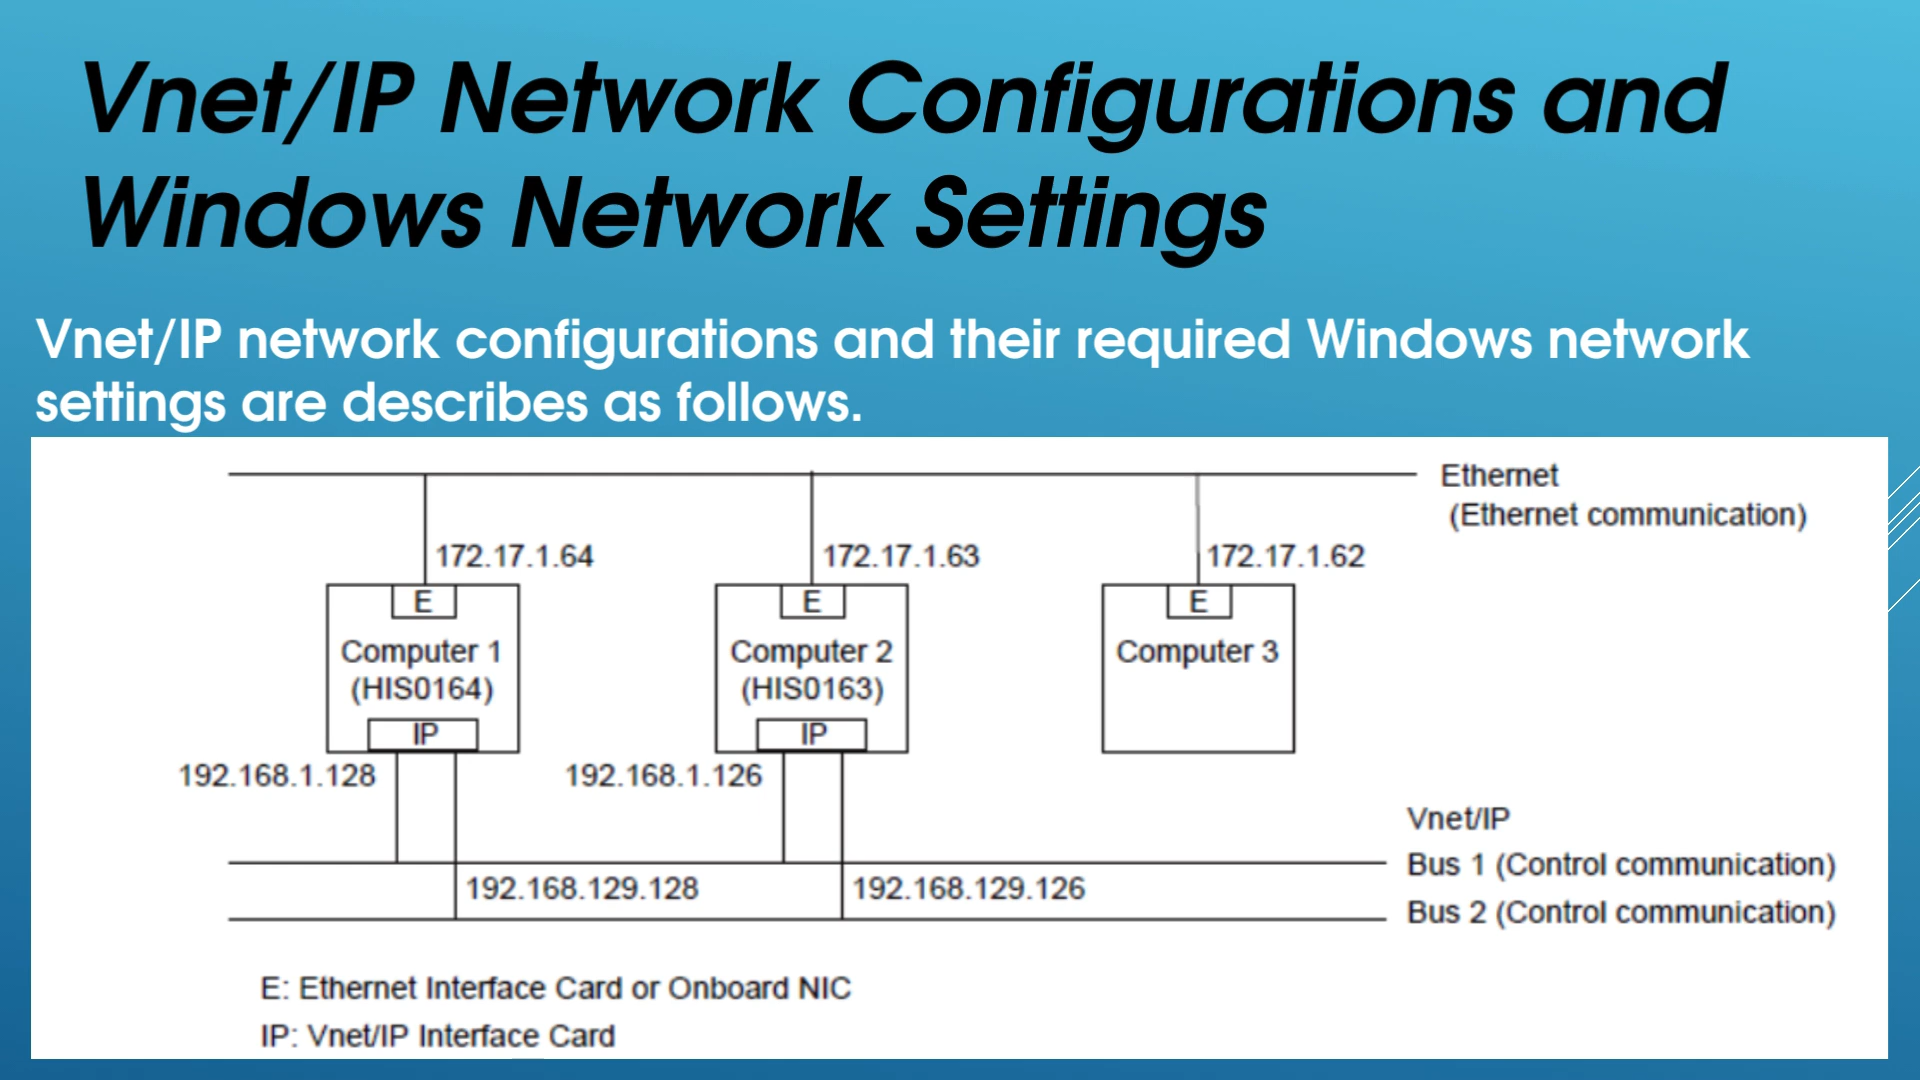 Vnet/IP Network Configurations and
Windows Network Settings
Vnet/IP network configurations and their required Windows network
settings are describes as follows.
Ethernet
(Ethernet communication)
172.17.1.64
172.17.1.63
172.17.1.62
E
E
E
Computer 1
(HIS0164)
Computer 2
(HIS0163)
Computer 3
IP
IP
192.168.1.128
192.168.1.126
Vnet/IP
Bus 1 (Control communication)
192.168.129.128
192.168.129.126
Bus 2 (Control communication)
E: Ethernet Interface Card or Onboard NIC
IP: Vnet/IP Interface Card